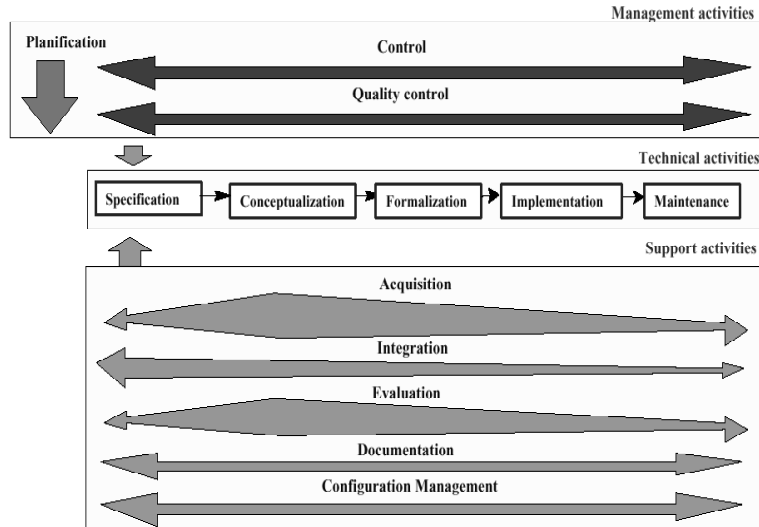 Management activities
Planification
Control
Quality control
Technical activities
Specification
Conceptualization
Formalization
Implementation
Maintenance
Support activities
Acquisition
Integration
Evaluation
Documentation
Configuration Management